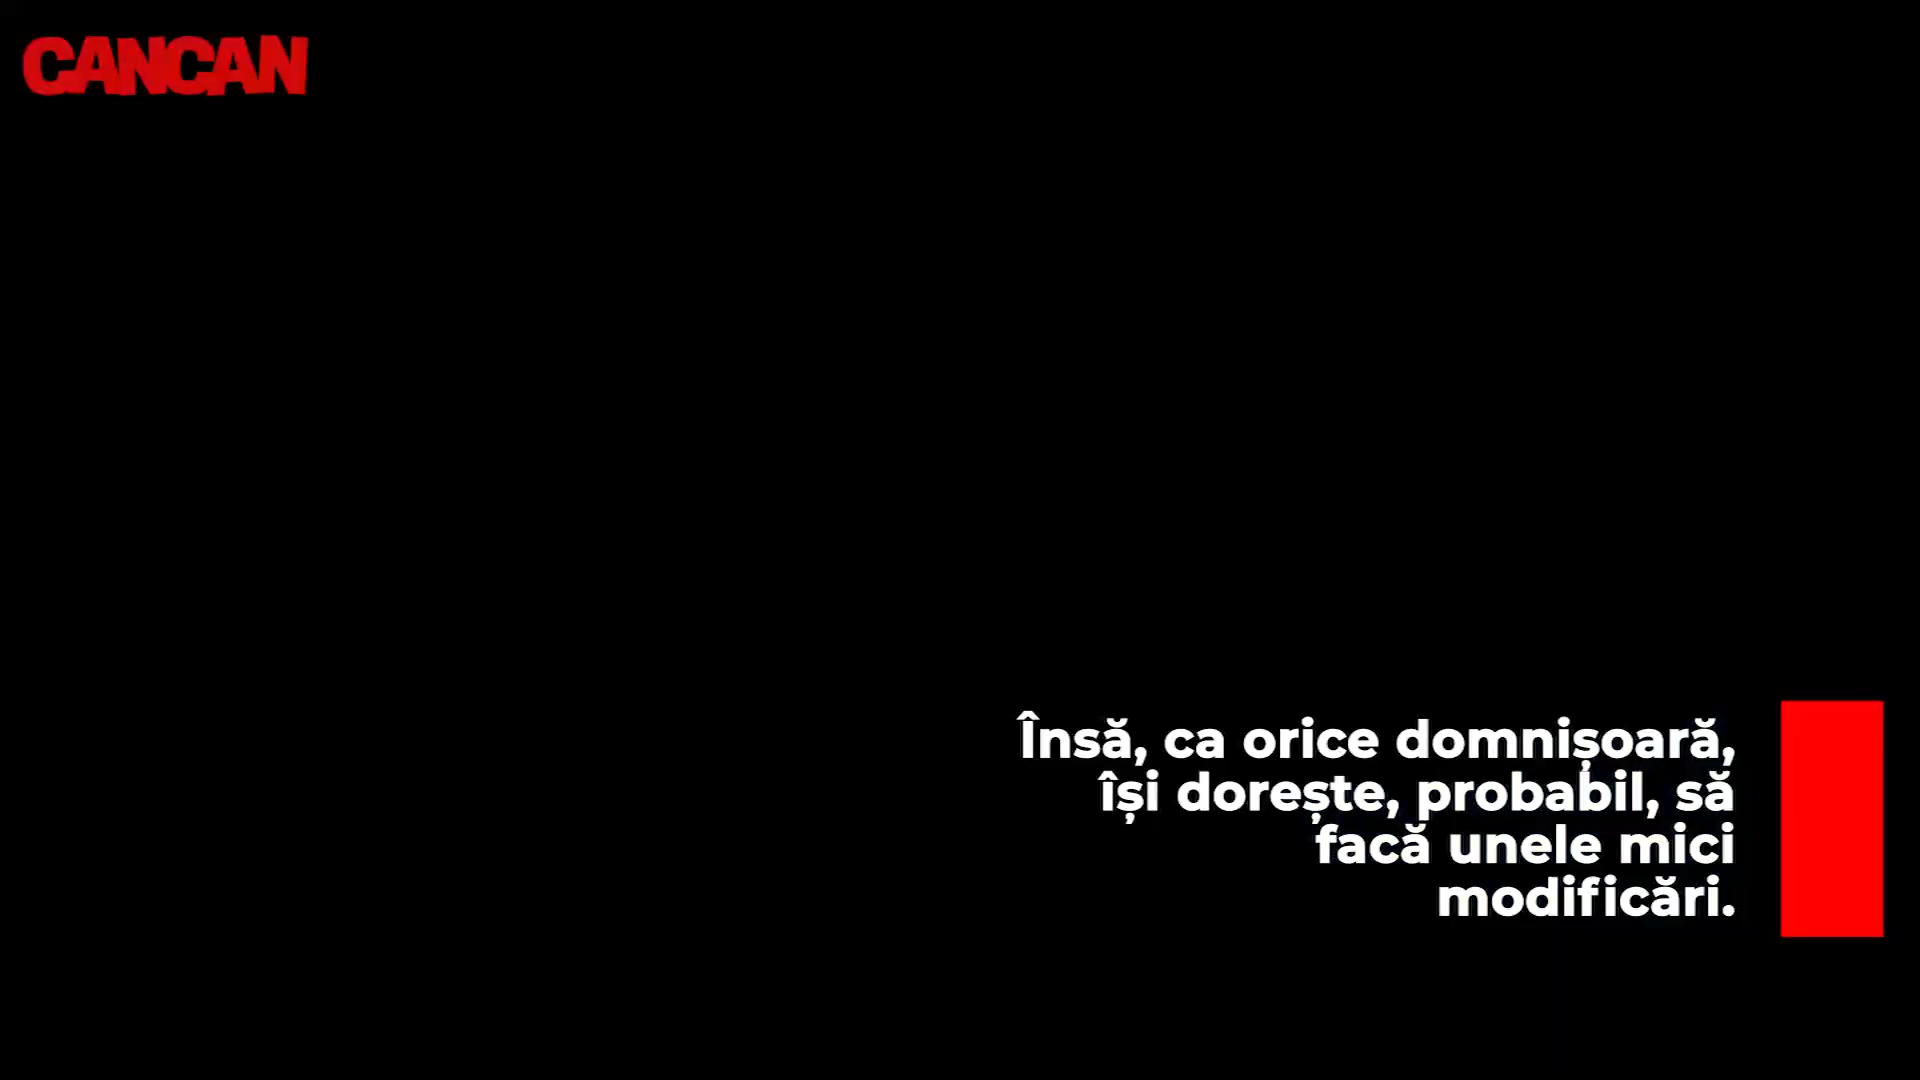 CANCAN
Însă, ca orice domnișoară,
își dorește, probabil, să
facă unele mici
modificări.